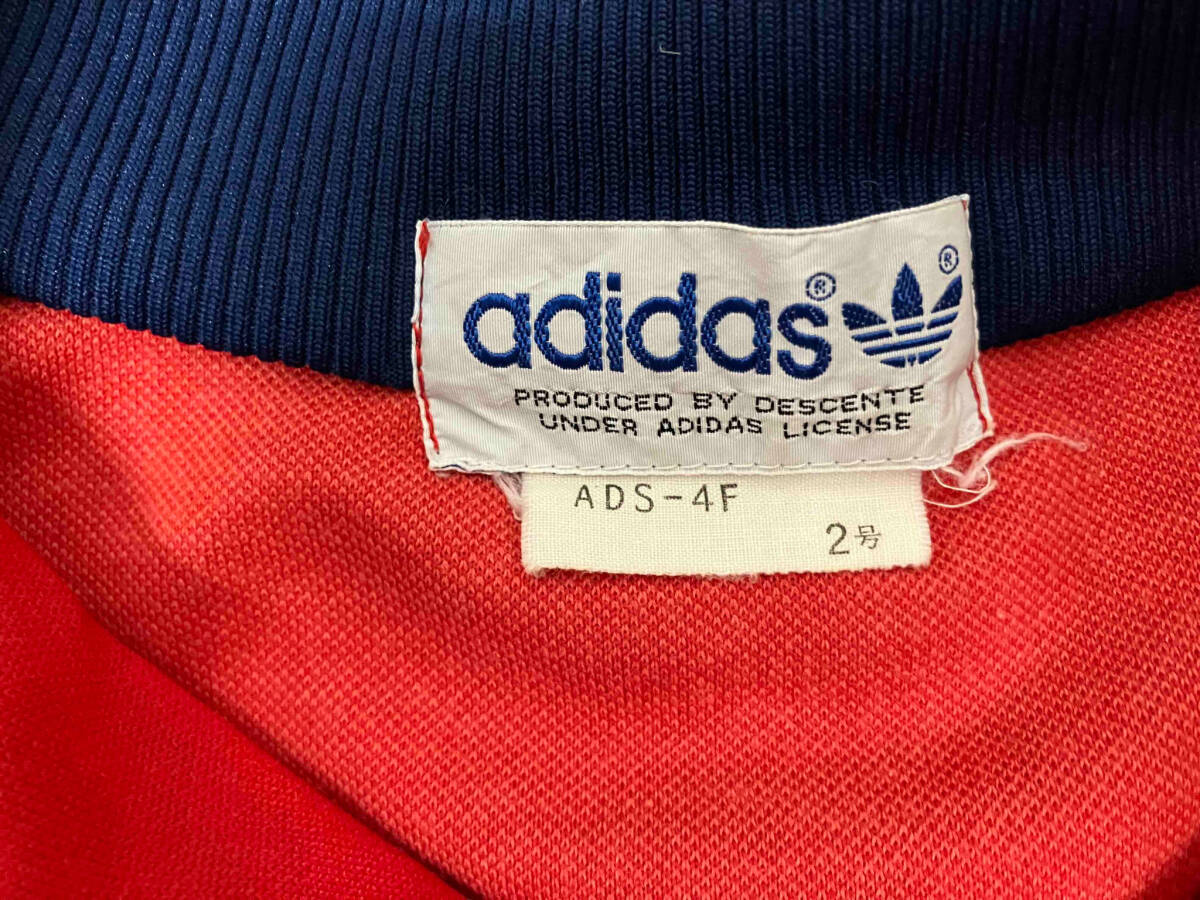 adidas® ®
PRODUCED BY DESCENTE
UNDER ADIDAS LICENSE
ADS-4F
2号